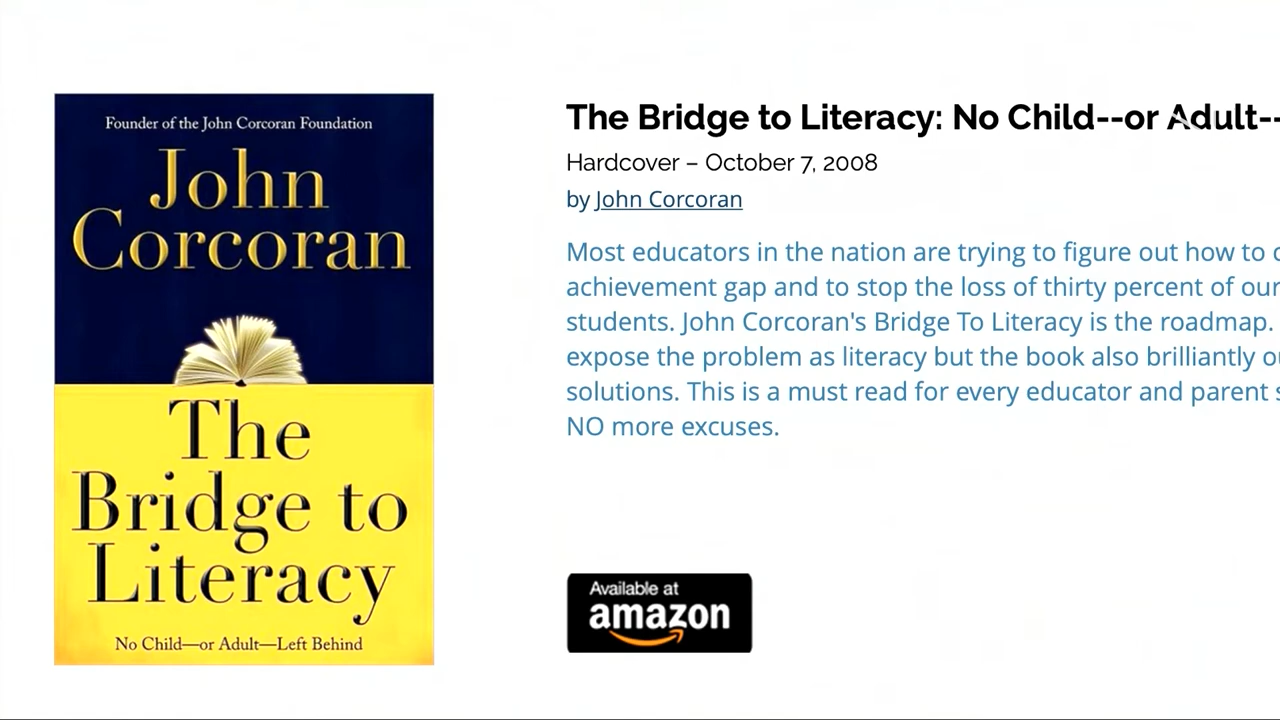 Founder of the John Corcoran Foundation
John
Corcoran
The
Bridge to
Literacy
No Child—or Adult—Left Behind
The Bridge to Literacy: No Child--or Adult--
Hardcover – October 7, 2008
by John Corcoran
Most educators in the nation are trying to figure out how to
achievement gap and to stop the loss of thirty percent of our
students. John Corcoran's Bridge To Literacy is the roadmap.
expose the problem as literacy but the book also brilliantly
solutions. This is a must read for every educator and parent
NO more excuses.
Available at
amazon